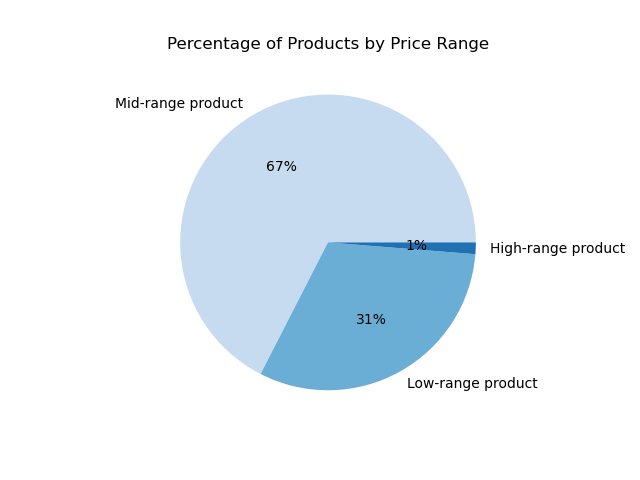 Percentage of Products by Price Range
Mid-range product
67%
1%
High-range product
31%
Low-range product